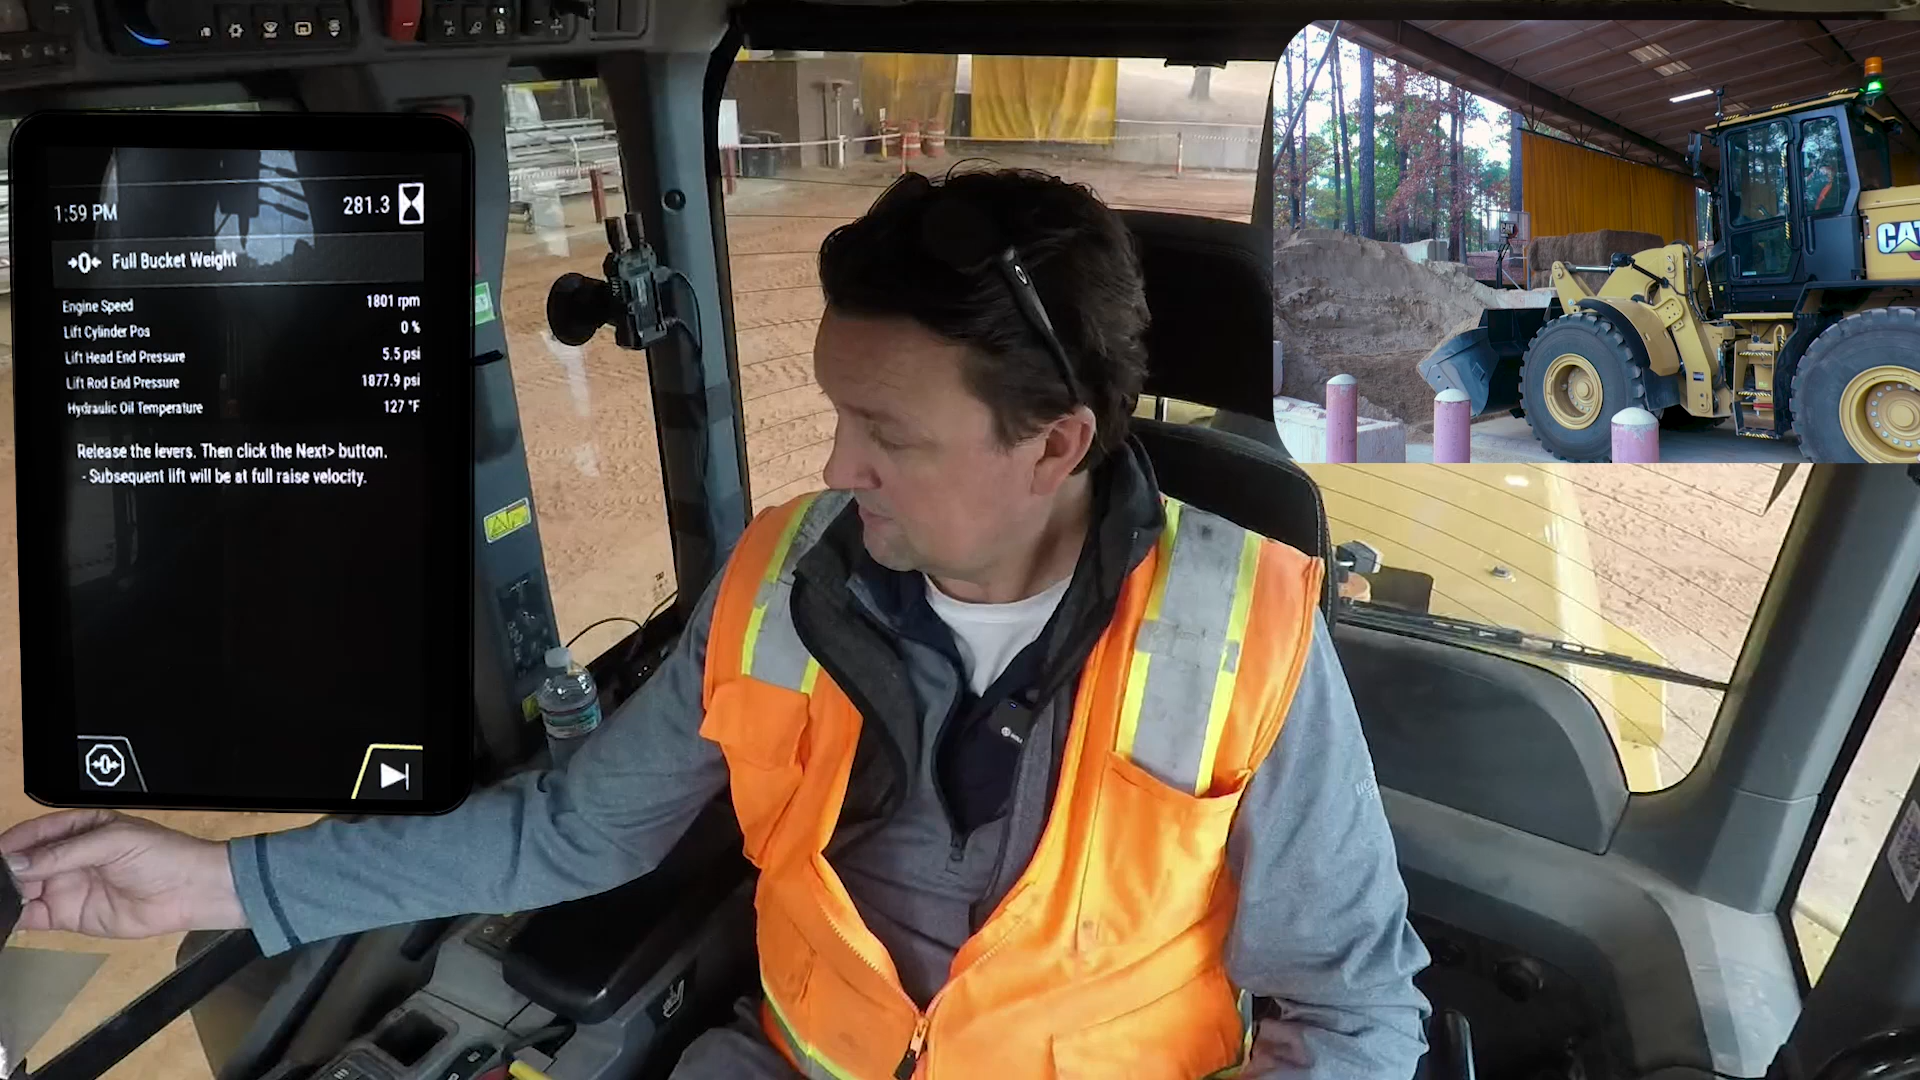 1:59 PM 281.3
Full Bucket Weight
Engine Speed 1801 rpm
Lift Cylinder Pos 0 %
Lift Head End Pressure 5.5 psi
Lift Rod End Pressure 1877.9 psi
Hydraulic Oil Temperature 127 °F
Release the levers. Then click the Next> button.
- Subsequent lift will be at full raise velocity.
CAT